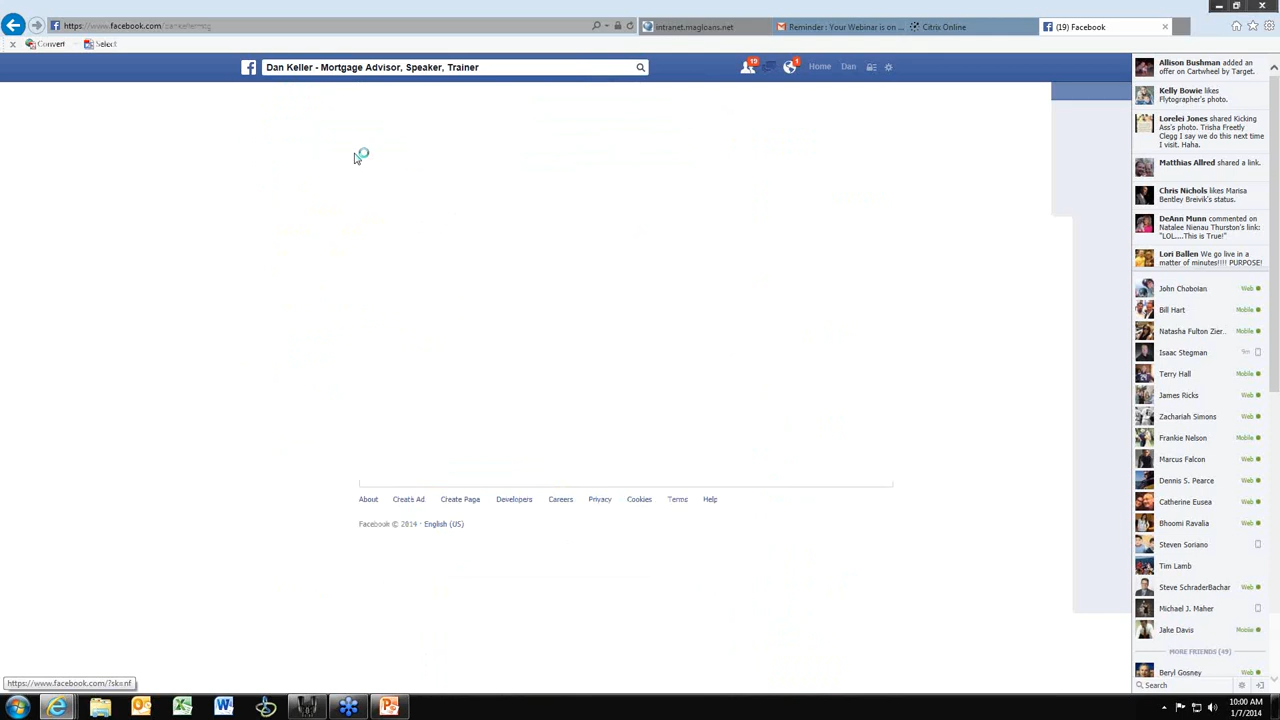 https://www.facebook.com/dankellermtg
intranet.magloans.net
Reminder : Your Webinar is on ...
Citrix Online
(19) Facebook
x
Convert
Select
Dan Keller - Mortgage Advisor, Speaker, Trainer
19
1
Home
Dan
Allison Bushman added an
offer on Cartwheel by Target.
Kelly Bowie likes
Flytographer's photo.
Lorelei Jones shared Kicking
Ass's photo. Trisha Freetly
Clegg I say we do this next time
I visit. Haha.
Matthias Allred shared a link.
Chris Nichols likes Marisa
Bentley Breivik's status.
DeAnn Munn commented on
Natalee Nienau Thurston's link:
"LOL....This is True!"
Lori Ballen We go live in a
matter of minutes!!!! PURPOSE!
John Choboian Web
Bill Hart Mobile
Natasha Fulton Zier.. Mobile
Isaac Stegman 9m
Terry Hall Mobile
James Ricks Web
Zachariah Simons Web
Frankie Nelson Mobile
Marcus Falcon Web
Dennis S. Pearce Web
Catherine Eusea Web
Bhoomi Ravalia Web
Steven Soriano
Tim Lamb
Steve SchraderBachar Web
Michael J. Maher
Jake Davis Mobile
MORE FRIENDS (49)
Beryl Gosney Web
Search
About Create Ad Create Page Developers Careers Privacy Cookies Terms Help
Facebook © 2014 · English (US)
https://www.facebook.com/?sk=nf
10:00 AM
1/7/2014